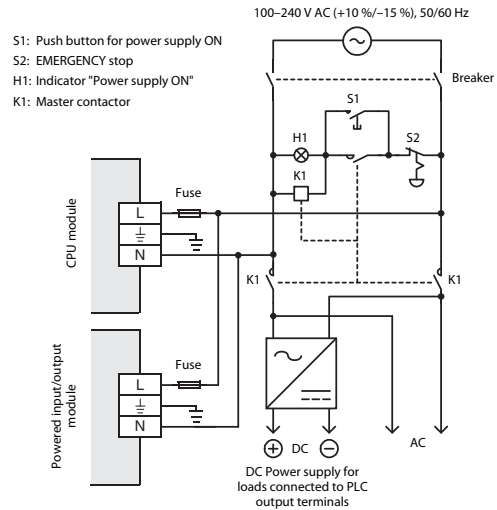 100–240 V AC (+10 %/–15 %), 50/60 Hz
S1: Push button for power supply ON
S2: EMERGENCY stop
H1: Indicator "Power supply ON"
K1: Master contactor
Breaker
S1
H1
S2
K1
CPU module
Fuse
L
N
K1
K1
Powered input/output
module
Fuse
L
N
+ DC –
AC
DC Power supply for
loads connected to PLC
output terminals